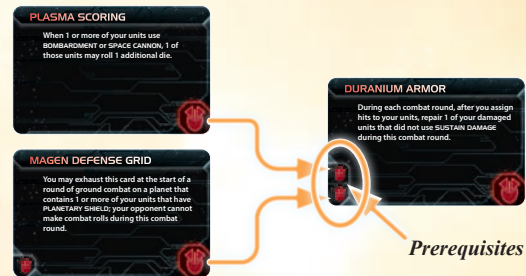 PLASMA SCORING
When 1 or more of your units use
BOMBARDMENT or SPACE CANNON, 1 of
those units may roll 1 additional die.
MAGEN DEFENSE GRID
You may exhaust this card at the start of a
round of ground combat on a planet that
contains 1 or more of your units that have
PLANETARY SHIELD; your opponent cannot
make combat rolls during this combat
round.
DURANIUM ARMOR
During each combat round, after you assign
hits to your units, repair 1 of your damaged
units that did not use SUSTAIN DAMAGE
during this combat round.
Prerequisites